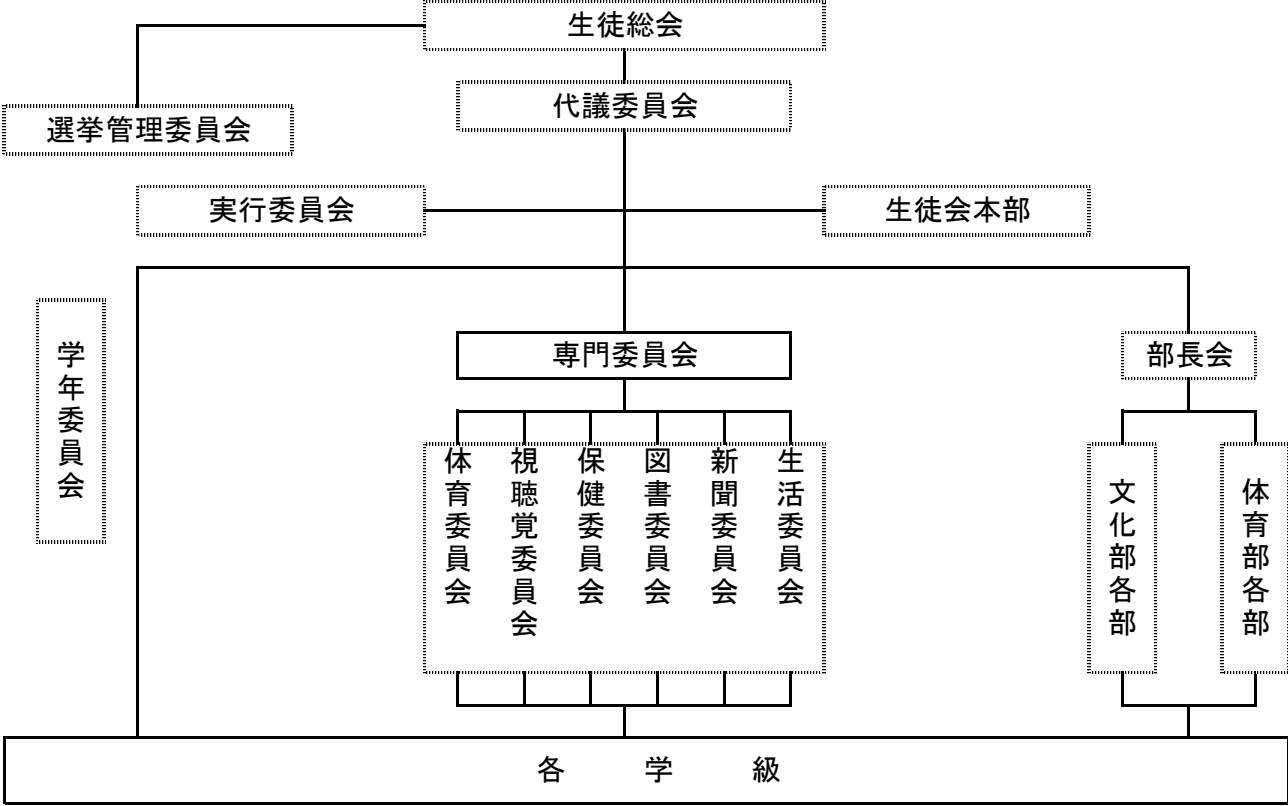 生徒総会
代議委員会
選挙管理委員会
実行委員会
生徒会本部
学年委員会
専門委員会
部長会
体育委員会
視聴覚委員会
保健委員会
図書委員会
新聞委員会
生活委員会
文化部各部
体育部各部
各 学 級